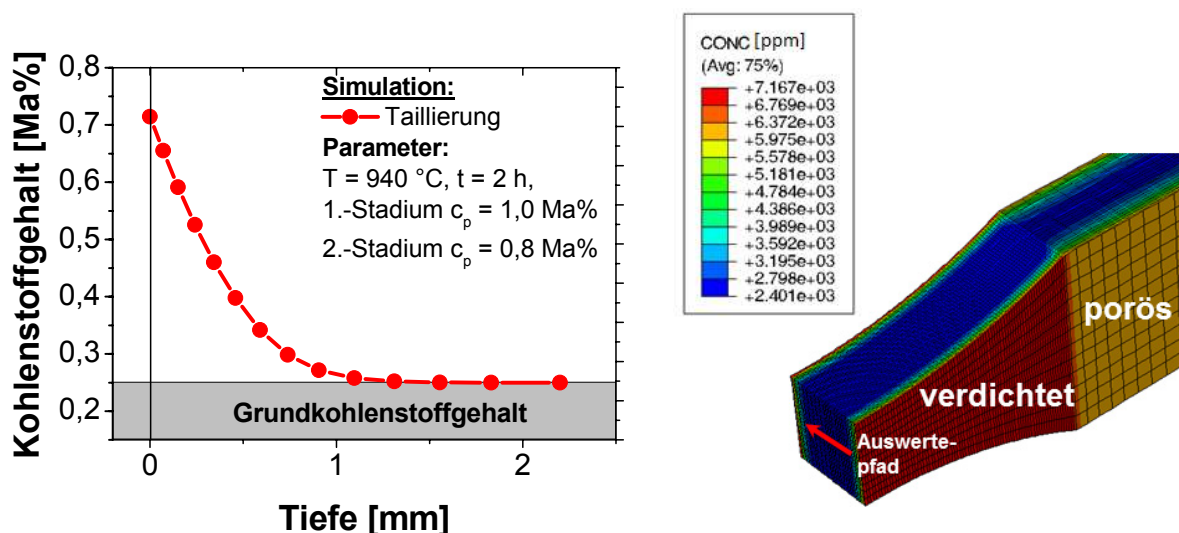 Kohlenstoffgehalt [Ma%]
0,8
0,7
0,6
0,5
0,4
0,3
0,2
Simulation:
Taillierung
Parameter:
T = 940 °C, t = 2 h,
1.-Stadium cp = 1,0 Ma%
2.-Stadium cp = 0,8 Ma%
Grundkohlenstoffgehalt
0
1
2
Tiefe [mm]
CONC [ppm]
(Avg: 75%)
+7.167e+03
+6.769e+03
+6.372e+03
+5.975e+03
+5.578e+03
+5.181e+03
+4.784e+03
+4.386e+03
+3.989e+03
+3.592e+03
+3.195e+03
+2.798e+03
+2.401e+03
porös
verdichtet
Auswerte-
pfad